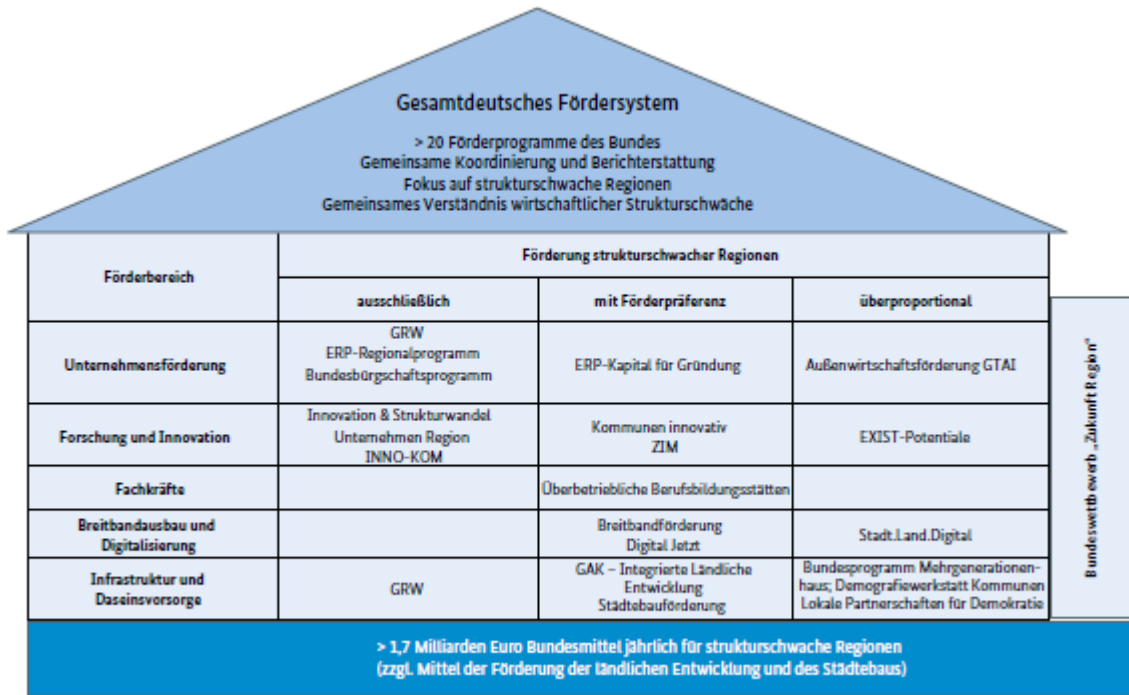 Gesamtdeutsches Fördersystem
> 20 Förderprogramme des Bundes
Gemeinsame Koordinierung und Berichterstattung
Fokus auf strukturschwache Regionen
Gemeinsames Verständnis wirtschaftlicher Strukturschwäche
Förderbereich
Förderung strukturschwacher Regionen
ausschließlich
mit Förderpräferenz
überproportional
Unternehmensförderung
GRW
ERP-Regionalprogramm
Bundesbürgschaftsprogramm
ERP-Kapital für Gründung
Außenwirtschaftsförderung GTAI
Forschung und Innovation
Innovation & Strukturwandel
Unternehmen Region
INNO-KOM
Kommunen innovativ
ZIM
EXIST-Potentiale
Fachkräfte
Überbetriebliche Berufsbildungsstätten
Breitbandausbau und
Digitalisierung
Breitbandförderung
Digital Jetzt
Stadt.Land.Digital
Infrastruktur und
Daseinsvorsorge
GRW
GAK – Integrierte Ländliche
Entwicklung
Städtebauförderung
Bundesprogramm Mehrgenerationen-
haus; Demografiewerkstatt Kommunen
Lokale Partnerschaften für Demokratie
Bundeswettbewerb „Zukunft Region"
> 1,7 Milliarden Euro Bundesmittel jährlich für strukturschwache Regionen
(zzgl. Mittel der Förderung der ländlichen Entwicklung und des Städtebaus)